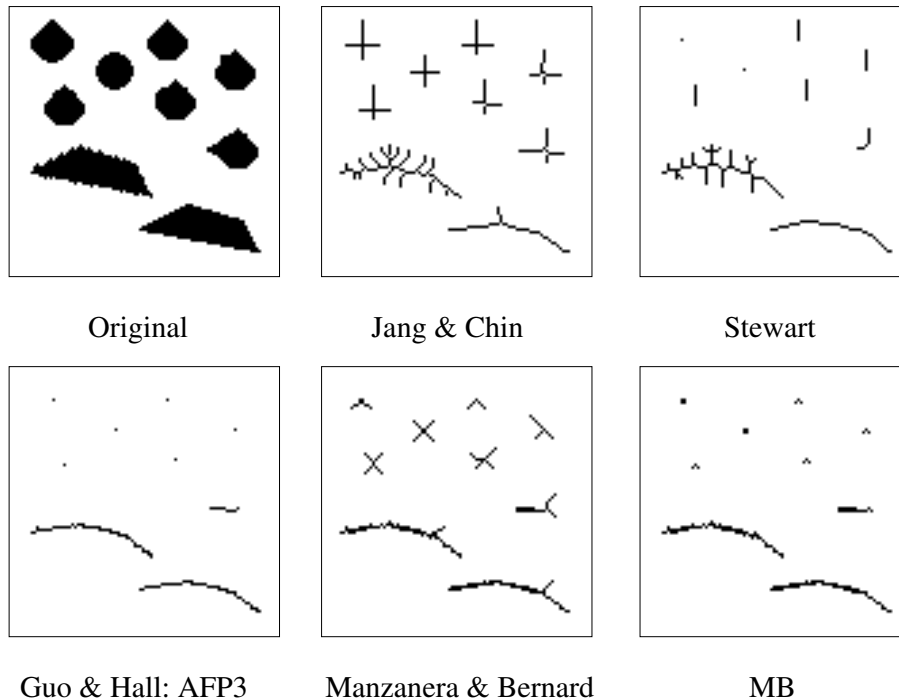 Original
Jang & Chin
Stewart
Guo & Hall: AFP3
Manzanera & Bernard
MB